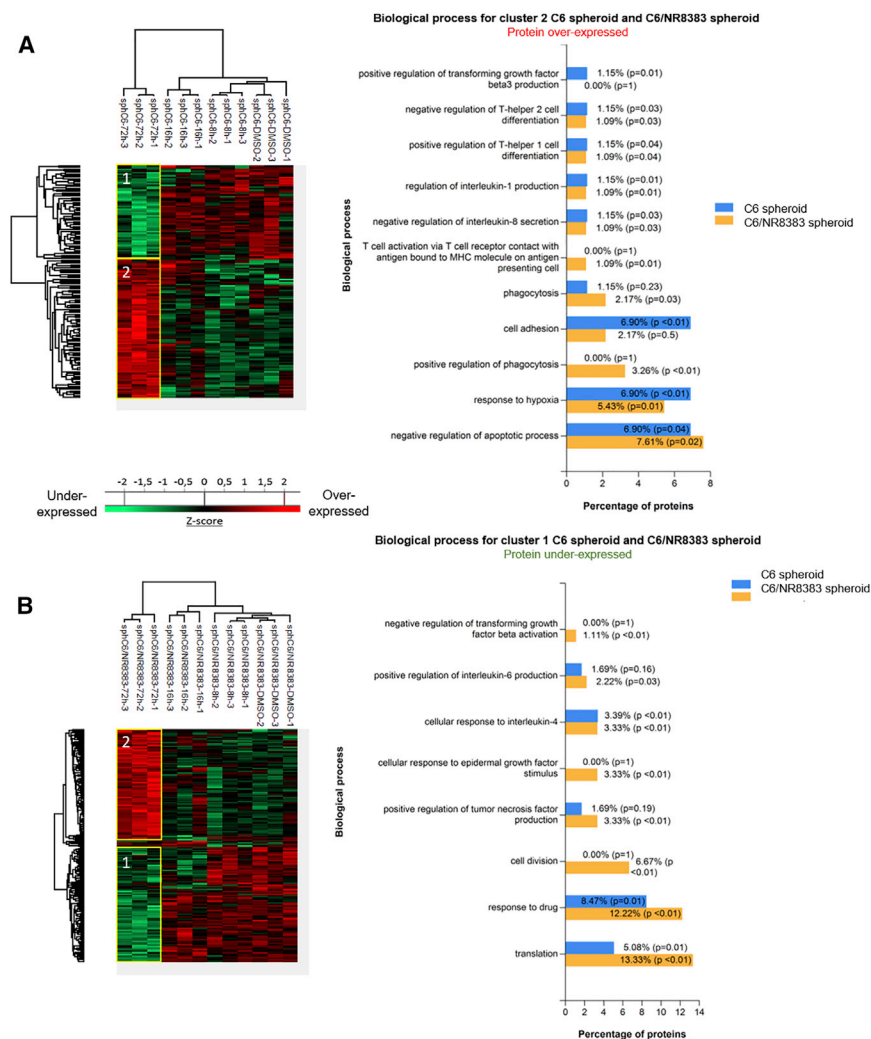 A
sphC6-72h-3
sphC6-72h-2
sphC6-72h-1
sphC6-16h-2
sphC6-16h-3
sphC6-16h-1
sphC6-8h-2
sphC6-8h-1
sphC6-8h-3
sphC6-DMSO-2
sphC6-DMSO-3
sphC6-DMSO-1
1
2
Under-
expressed
-2 -1,5 -1 0,5 0 0,5 1 1,5 2
Z-score
Over-
expressed
Biological process for cluster 2 C6 spheroid and C6/NR8383 spheroid
Protein over-expressed
Biological process
positive regulation of transforming growth factor
beta3 production
1.15% (p=0.01)
0.00% (p=1)
negative regulation of T-helper 2 cell
differentiation
1.15% (p=0.03)
1.09% (p=0.03)
positive regulation of T-helper 1 cell
differentiation
1.15% (p=0.04)
1.09% (p=0.04)
regulation of interleukin-1 production
1.15% (p=0.01)
1.09% (p=0.01)
negative regulation of interleukin-8 secretion
1.15% (p=0.03)
1.09% (p=0.03)
T cell activation via T cell receptor contact with
antigen bound to MHC molecule on antigen
presenting cell
0.00% (p=1)
1.09% (p=0.01)
phagocytosis
1.15% (p=0.23)
2.17% (p=0.03)
cell adhesion
6.90% (p <0.01)
2.17% (p=0.5)
positive regulation of phagocytosis
0.00% (p=1)
3.26% (p <0.01)
response to hypoxia
6.90% (p <0.01)
5.43% (p=0.01)
negative regulation of apoptotic process
6.90% (p=0.04)
7.61% (p=0.02)
0 2 4 6 8
Percentage of proteins
C6 spheroid
C6/NR8383 spheroid
B
sphC6/NR8383-72h-3
sphC6/NR8383-72h-2
sphC6/NR8383-72h-1
sphC6/NR8383-16h-3
sphC6/NR8383-16h-2
sphC6/NR8383-16h-1
sphC6/NR8383-8h-2
sphC6/NR8383-8h-3
sphC6/NR8383-8h-1
sphC6/NR8383-DMSO-2
sphC6/NR8383-DMSO-3
sphC6/NR8383-DMSO-1
2
1
Biological process for cluster 1 C6 spheroid and C6/NR8383 spheroid
Protein under-expressed
C6 spheroid
C6/NR8383 spheroid
Biological process
negative regulation of transforming growth
factor beta activation
0.00% (p=1)
1.11% (p <0.01)
positive regulation of interleukin-6 production
1.69% (p=0.16)
2.22% (p=0.03)
cellular response to interleukin-4
3.39% (p <0.01)
3.33% (p <0.01)
cellular response to epidermal growth factor
stimulus
0.00% (p=1)
3.33% (p <0.01)
positive regulation of tumor necrosis factor
production
1.69% (p=0.19)
3.33% (p <0.01)
cell division
0.00% (p=1)
6.67% (p
<0.01)
response to drug
8.47% (p=0.01)
12.22% (p <0.01)
translation
5.08% (p=0.01)
13.33% (p <0.01)
0 2 4 6 8 10 12 14
Percentage of proteins